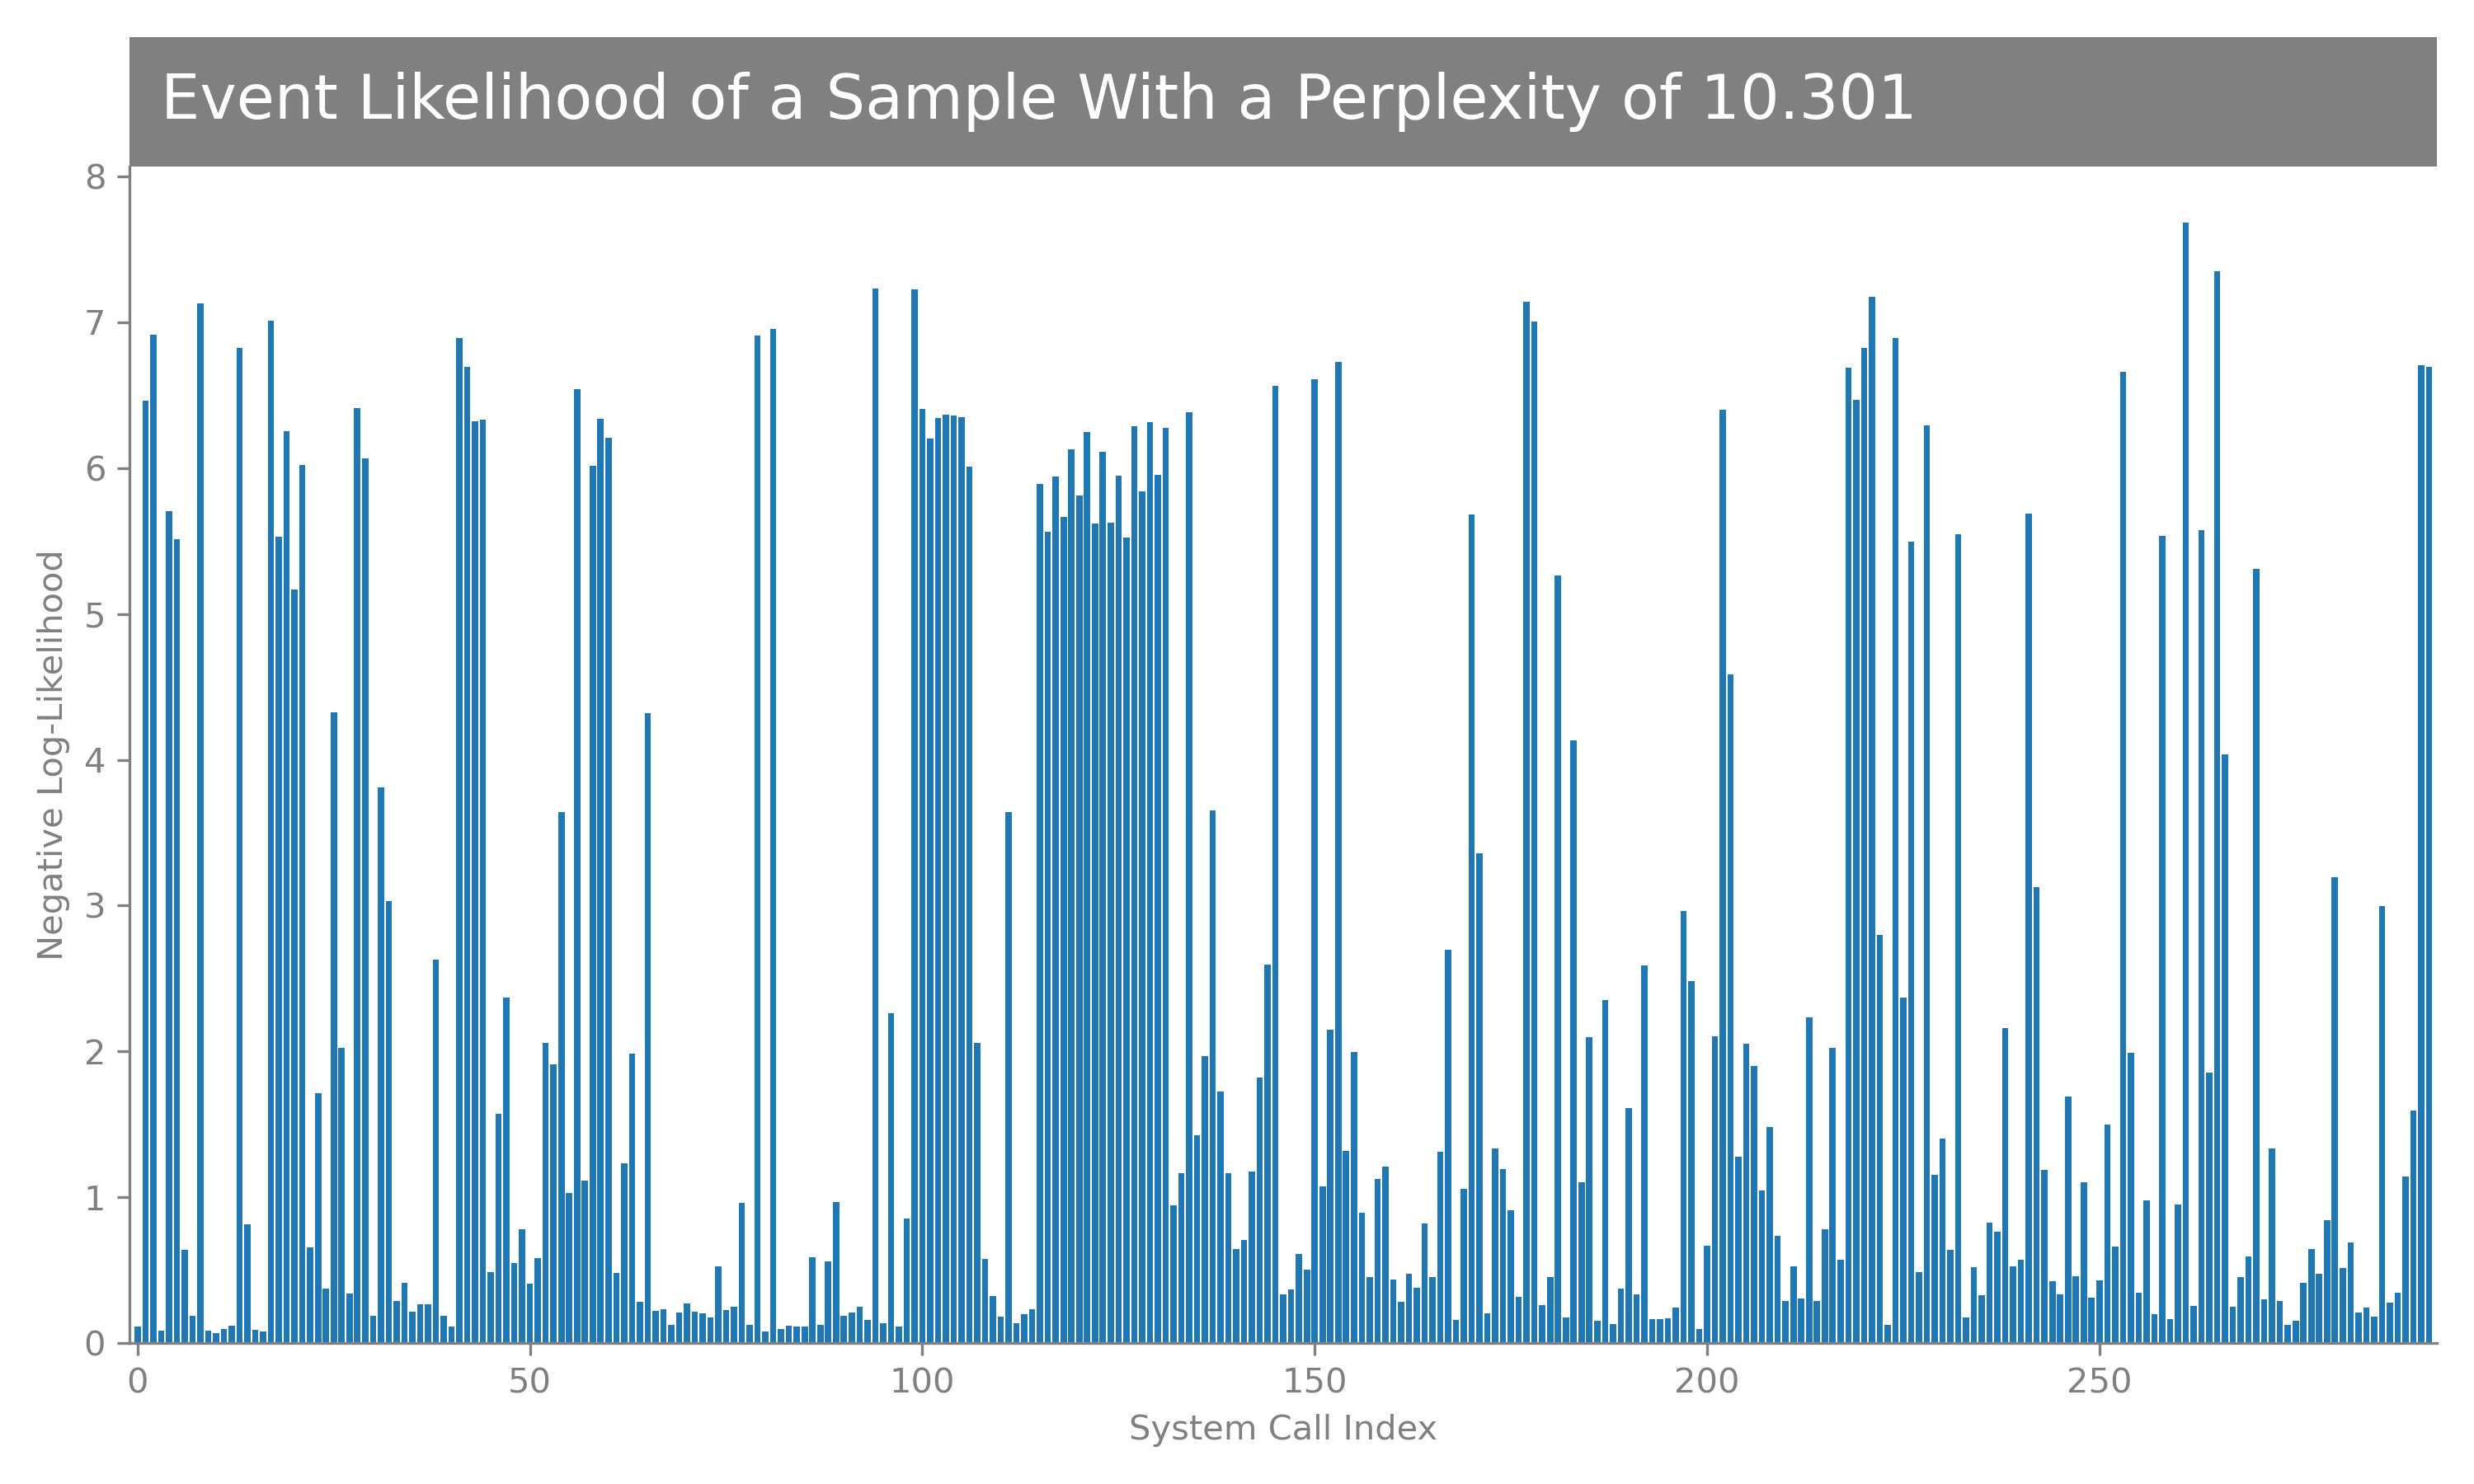 Event Likelihood of a Sample With a Perplexity of 10.301
8
7
6
5
4
3
2
1
0
Negative Log-Likelihood
0 50 100 150 200 250
System Call Index